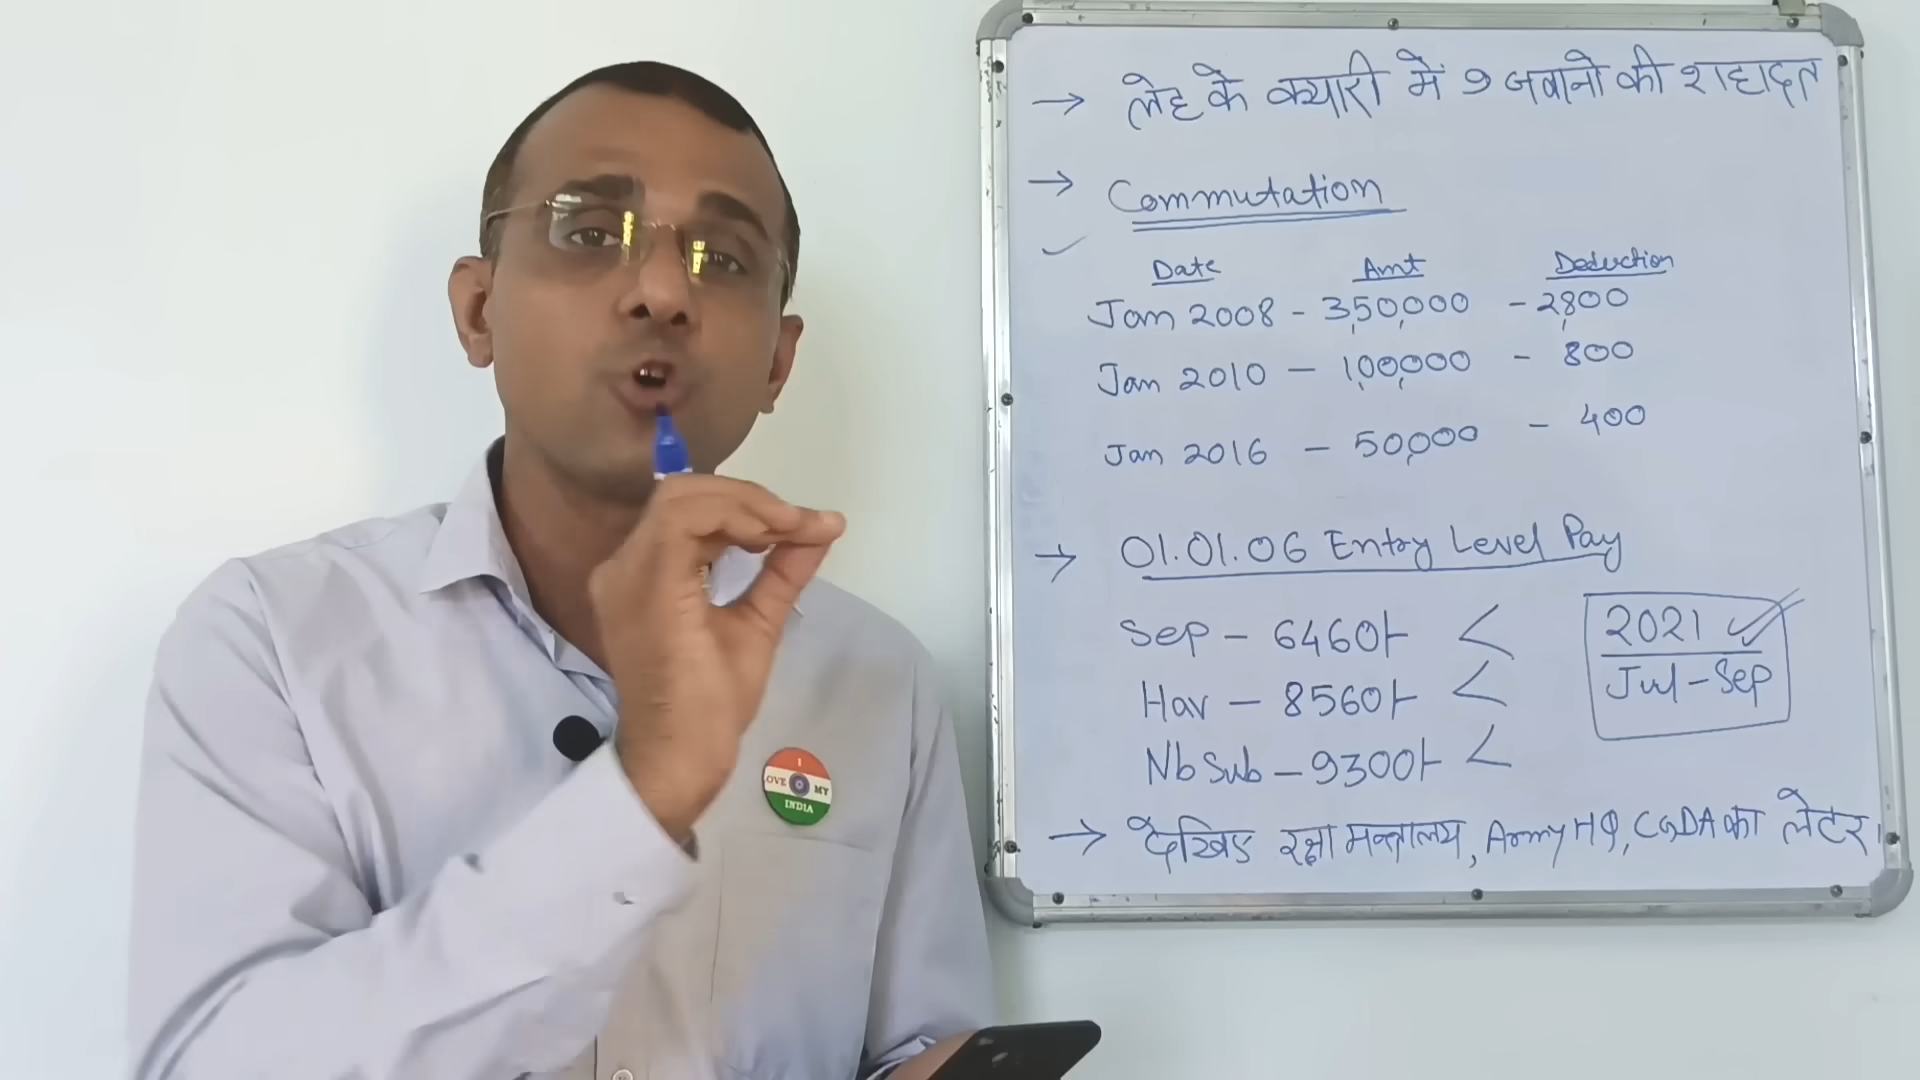 → लेह के क्यारी में 9 जवानो की शहादत
→ Commutation
Date Amt Deduction
Jan 2008 - 3,50,000 - 2,800
Jan 2010 - 1,00,000 - 800
Jan 2016 - 50,000 - 400
→ 01.01.06 Entry Level Pay
Sep - 6460/- <
Hav - 8560/- <
Nb Sub - 9300/- <
2021 ✓
Jul - Sep
→ देखिए रक्षा मन्त्रालय, Army HQ, CGDA का लेटर।
I
LOVE MY
INDIA